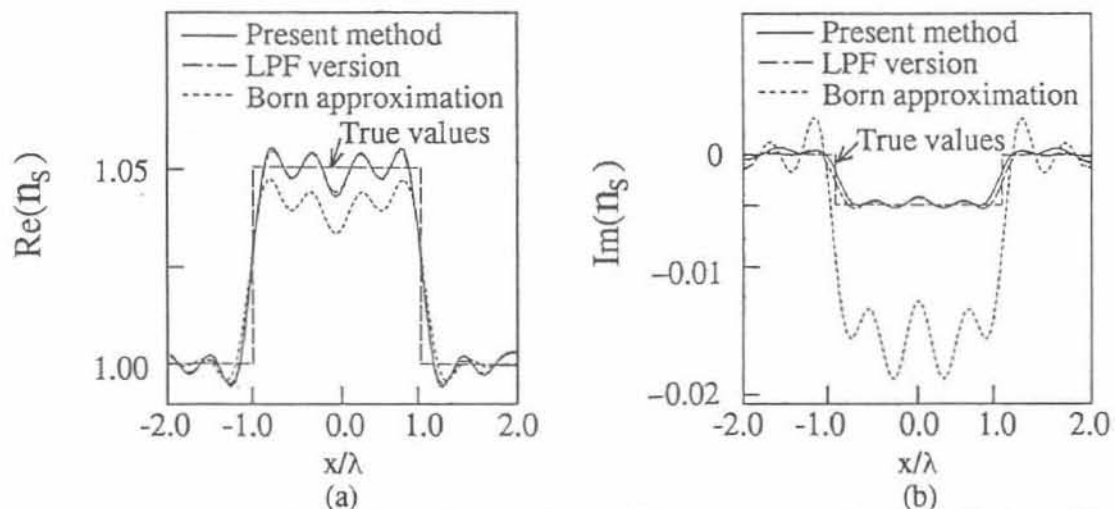 Present method
LPF version
Born approximation
True values
Re(nₛ)
1.05
1.00
-2.0 -1.0 0.0 1.0 2.0
x/λ
(a)
Present method
LPF version
Born approximation
True values
Im(nₛ)
0
−0.01
−0.02
-2.0 -1.0 0.0 1.0 2.0
x/λ
(b)